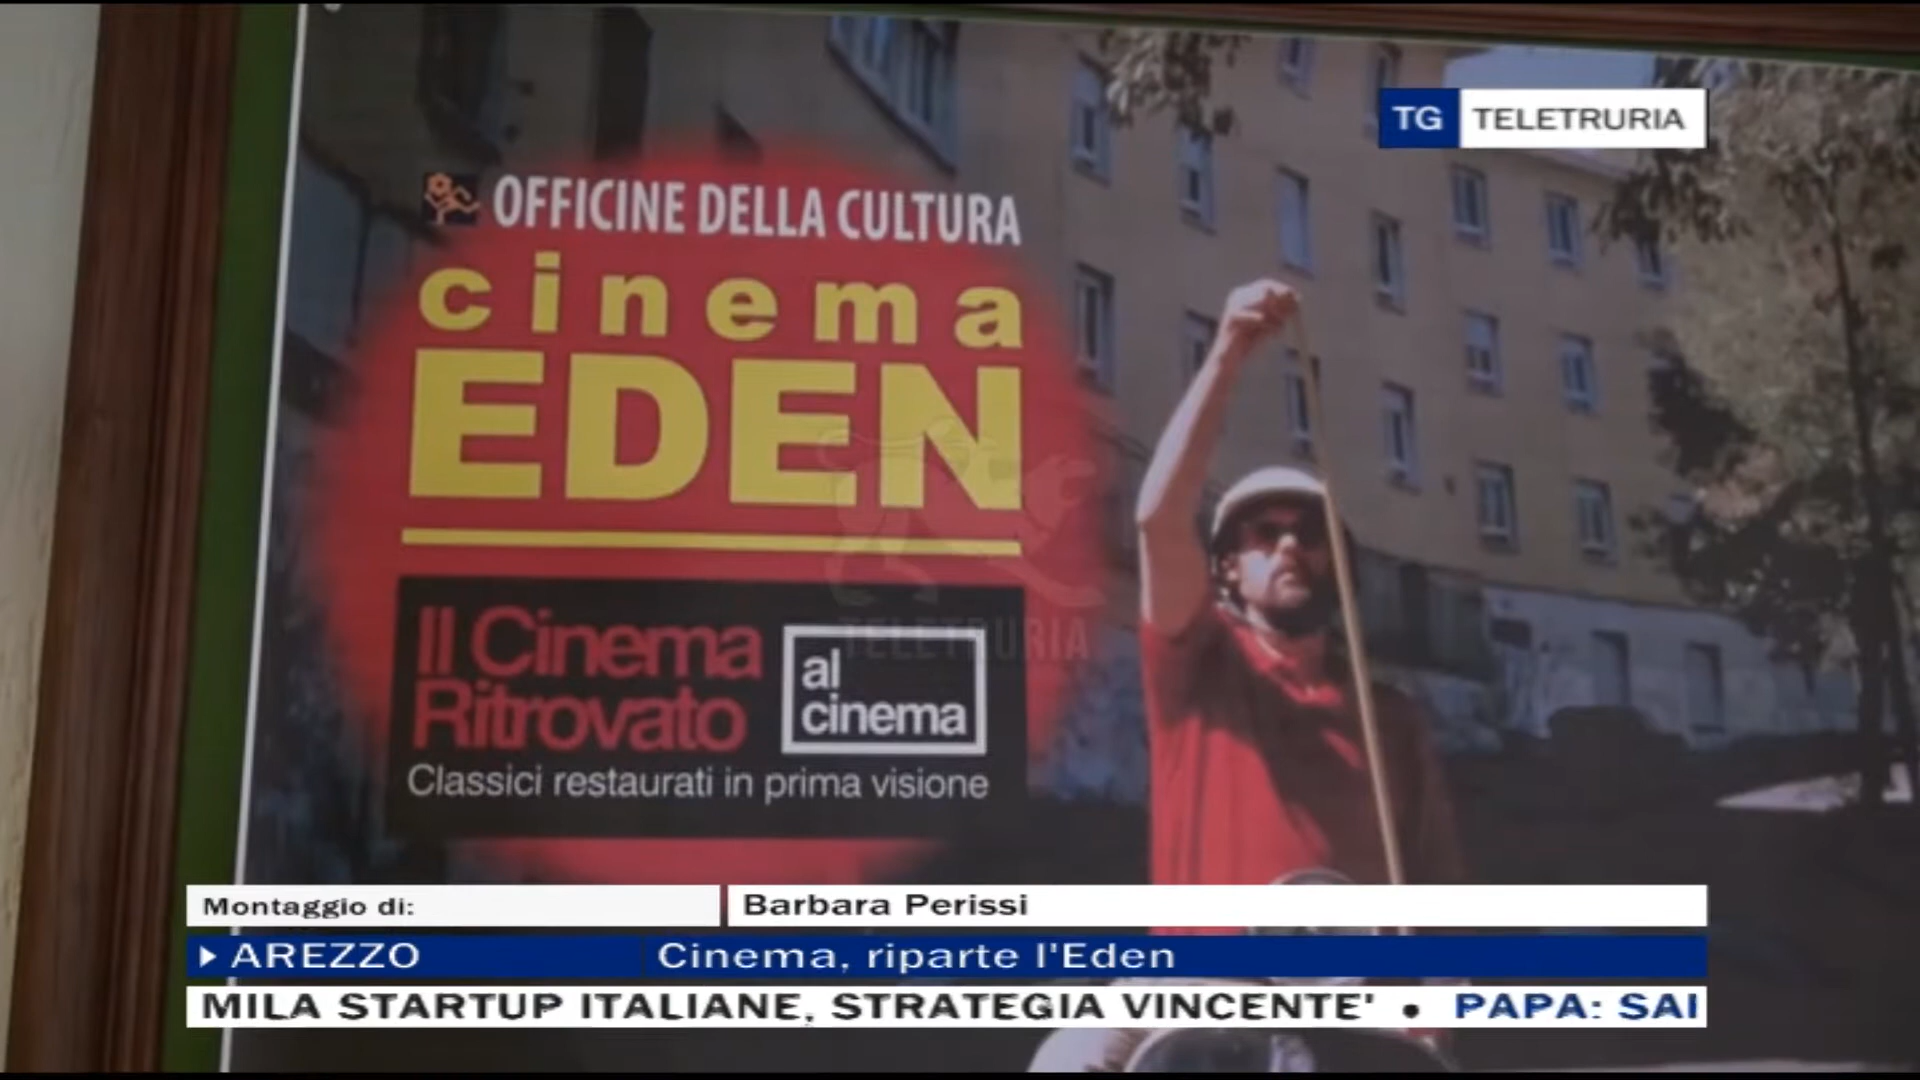 TG TELETRURIA
OFFICINE DELLA CULTURA
cinema
EDEN
Il Cinema
Ritrovato
al
cinema
Classici restaurati in prima visione
TELETRURIA
Montaggio di: Barbara Perissi
AREZZO Cinema, riparte l'Eden
MILA STARTUP ITALIANE, STRATEGIA VINCENTE' • PAPA: SAI